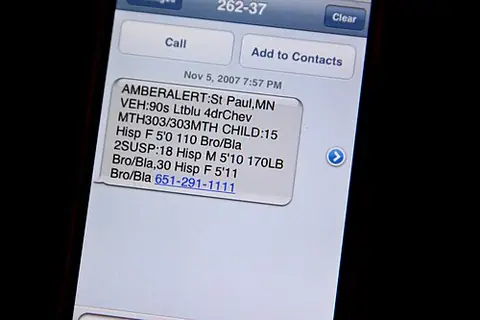 262-37
Clear
Call
Add to Contacts
Nov 5, 2007 7:57 PM
AMBERALERT:St Paul,MN
VEH:90s Ltblu 4drChev
MTH303/303MTH CHILD:15
Hisp F 5'0 110 Bro/Bla
2SUSP:18 Hisp M 5'10 170LB
Bro/Bla,30 Hisp F 5'11
Bro/Bla 651-291-1111